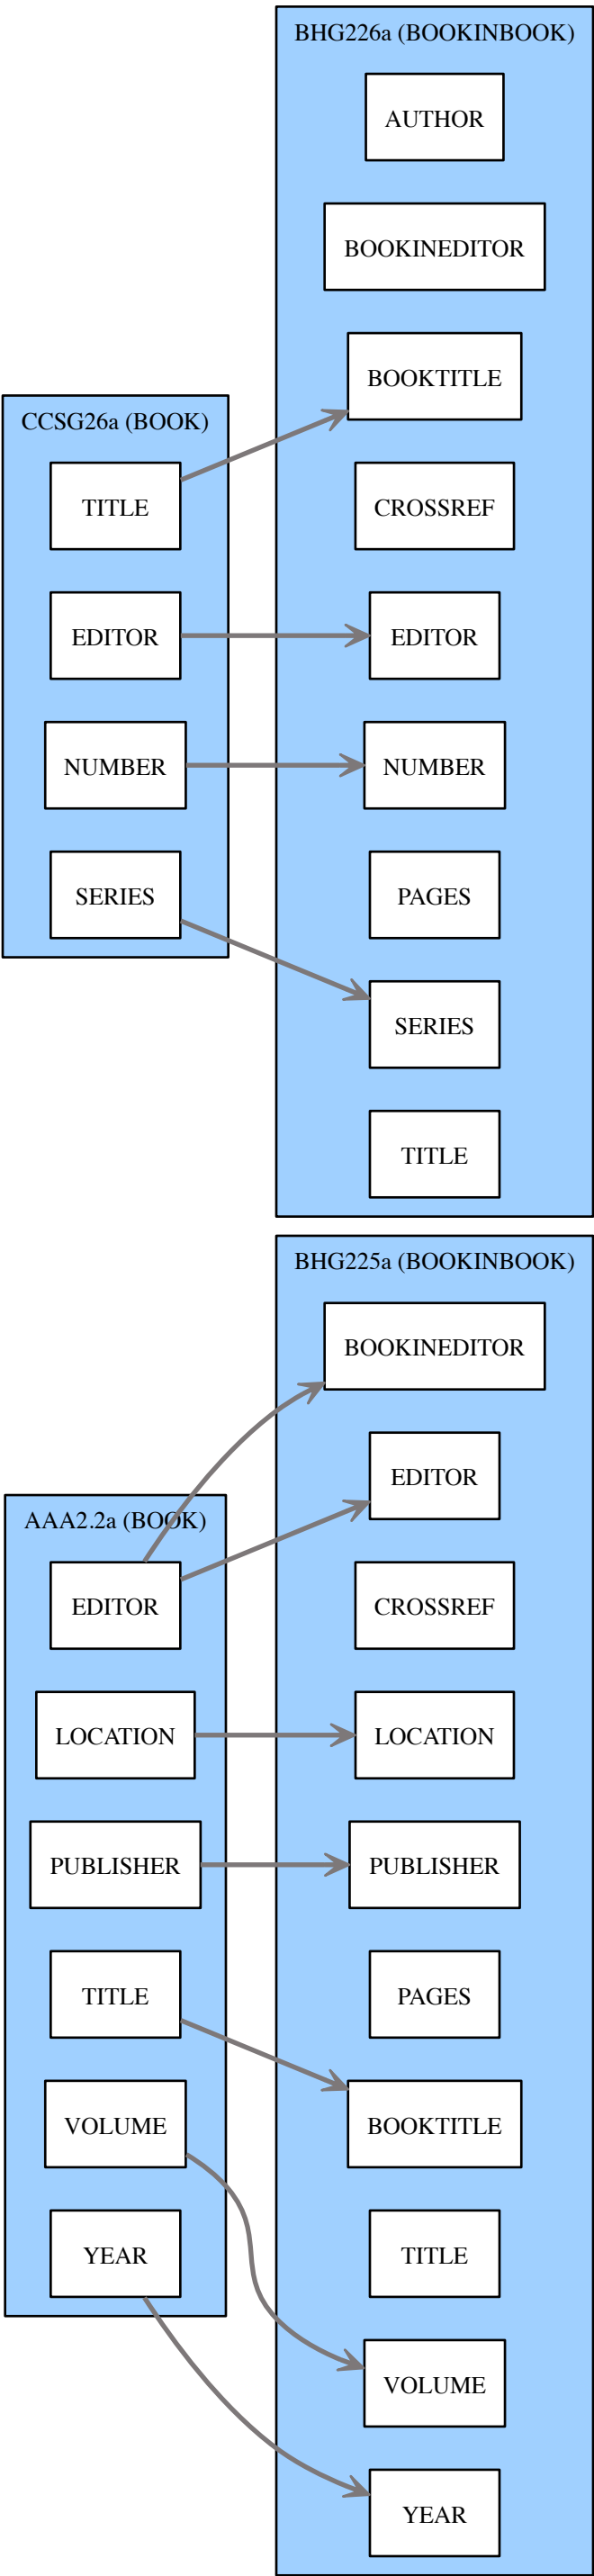 BHG226a (BOOKINBOOK)
AUTHOR
BOOKINEDITOR
BOOKTITLE
CROSSREF
EDITOR
NUMBER
PAGES
SERIES
TITLE
CCSG26a (BOOK)
TITLE
EDITOR
NUMBER
SERIES
BHG225a (BOOKINBOOK)
BOOKINEDITOR
EDITOR
CROSSREF
LOCATION
PUBLISHER
PAGES
BOOKTITLE
TITLE
VOLUME
YEAR
AAA2.2a (BOOK)
EDITOR
LOCATION
PUBLISHER
TITLE
VOLUME
YEAR